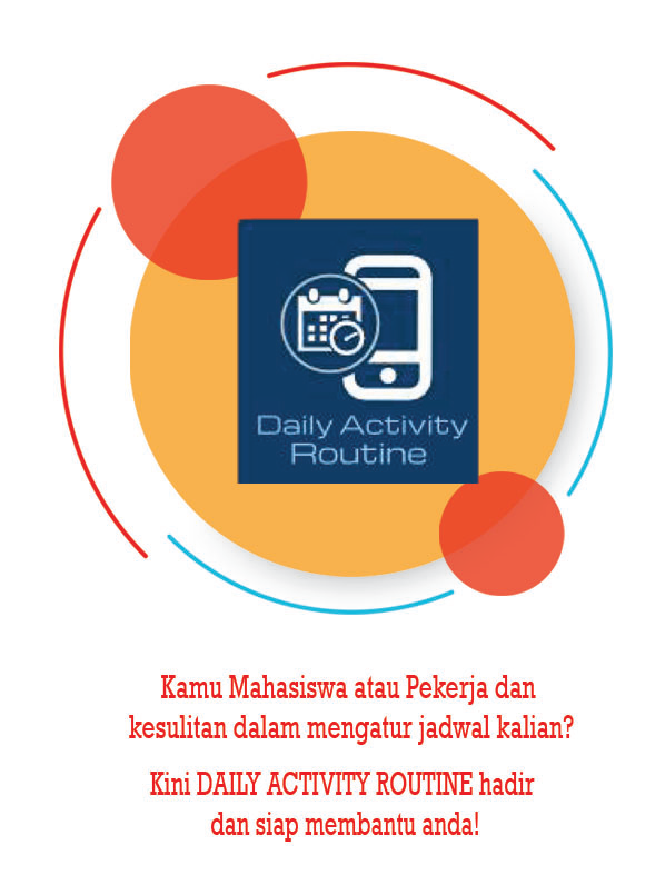 Daily Activity
Routine
Kamu Mahasiswa atau Pekerja dan
kesulitan dalam mengatur jadwal kalian?
Kini DAILY ACTIVITY ROUTINE hadir
dan siap membantu anda!